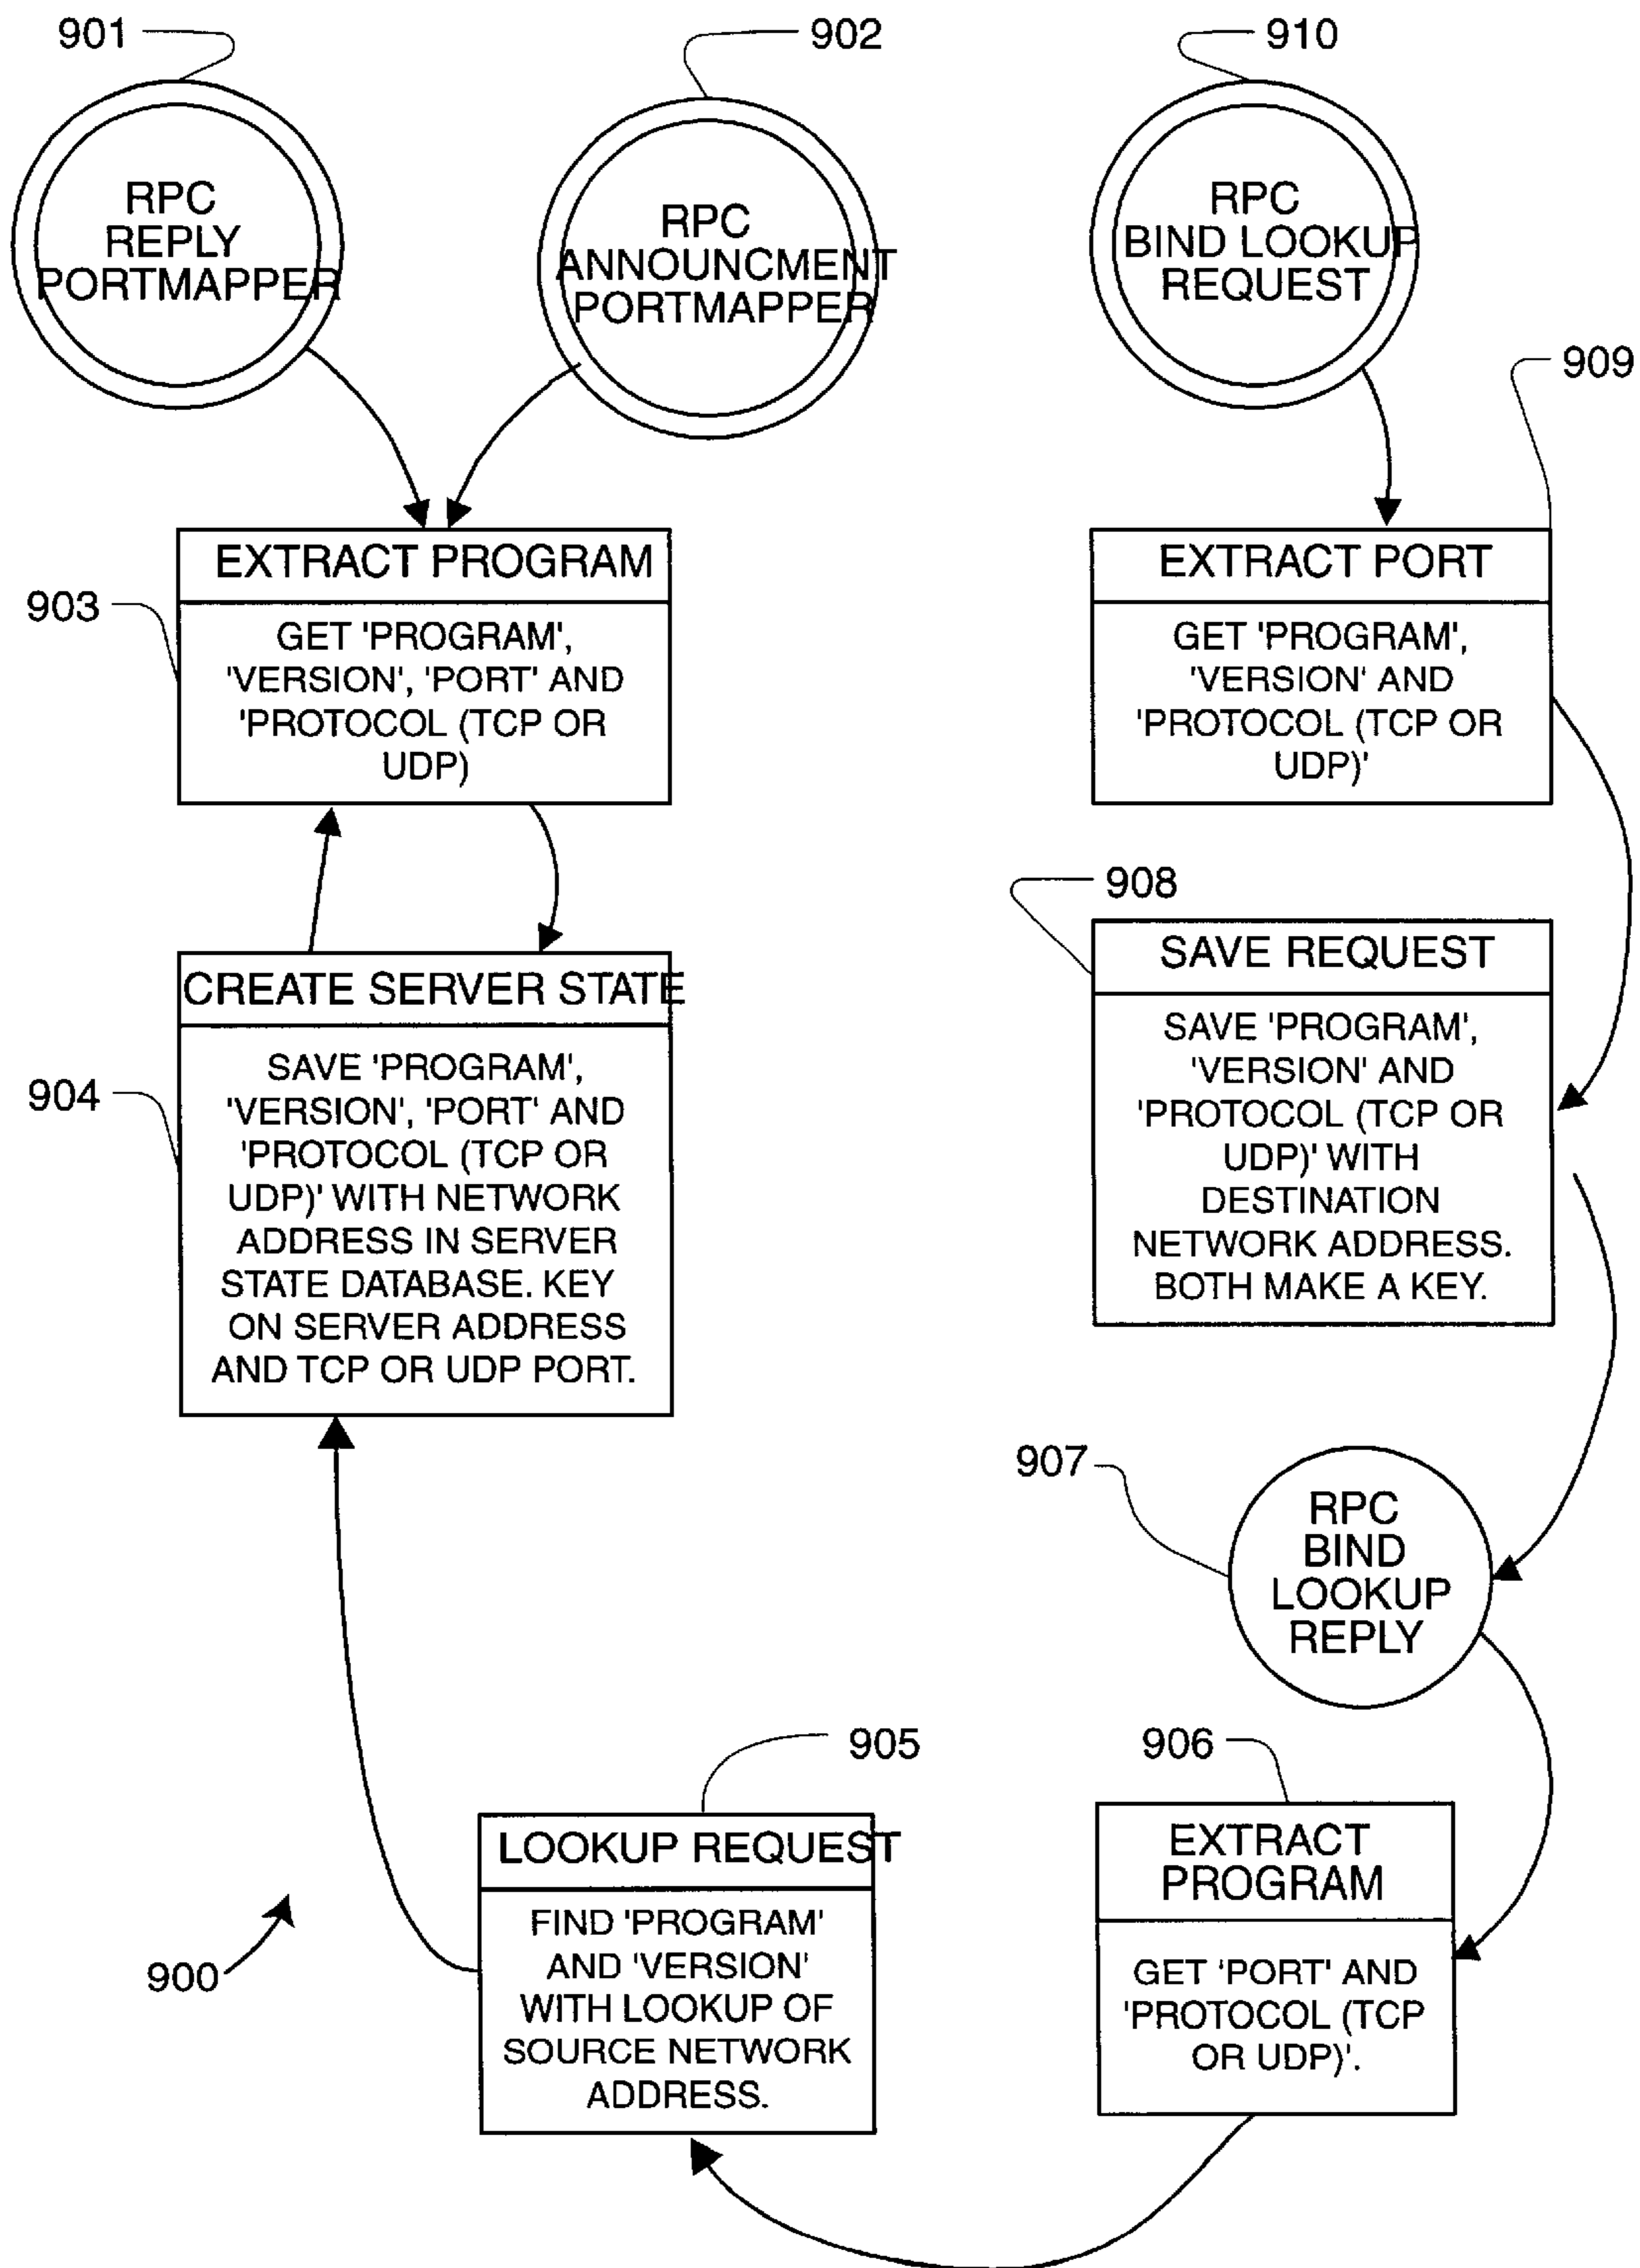 901
902
910
RPC
REPLY
PORTMAPPER
RPC
ANNOUNCMENT
PORTMAPPER
RPC
BIND LOOKUP
REQUEST
909
EXTRACT PROGRAM
903
GET 'PROGRAM',
'VERSION', 'PORT' AND
'PROTOCOL (TCP OR
UDP)
EXTRACT PORT
GET 'PROGRAM',
'VERSION' AND
'PROTOCOL (TCP OR
UDP)'
908
CREATE SERVER STATE
904
SAVE 'PROGRAM',
'VERSION', 'PORT' AND
'PROTOCOL (TCP OR
UDP)' WITH NETWORK
ADDRESS IN SERVER
STATE DATABASE. KEY
ON SERVER ADDRESS
AND TCP OR UDP PORT.
SAVE REQUEST
SAVE 'PROGRAM',
'VERSION' AND
'PROTOCOL (TCP OR
UDP)' WITH
DESTINATION
NETWORK ADDRESS.
BOTH MAKE A KEY.
907
RPC
BIND
LOOKUP
REPLY
905
906
LOOKUP REQUEST
FIND 'PROGRAM'
AND 'VERSION'
WITH LOOKUP OF
SOURCE NETWORK
ADDRESS.
EXTRACT
PROGRAM
GET 'PORT' AND
'PROTOCOL (TCP
OR UDP)'.
900